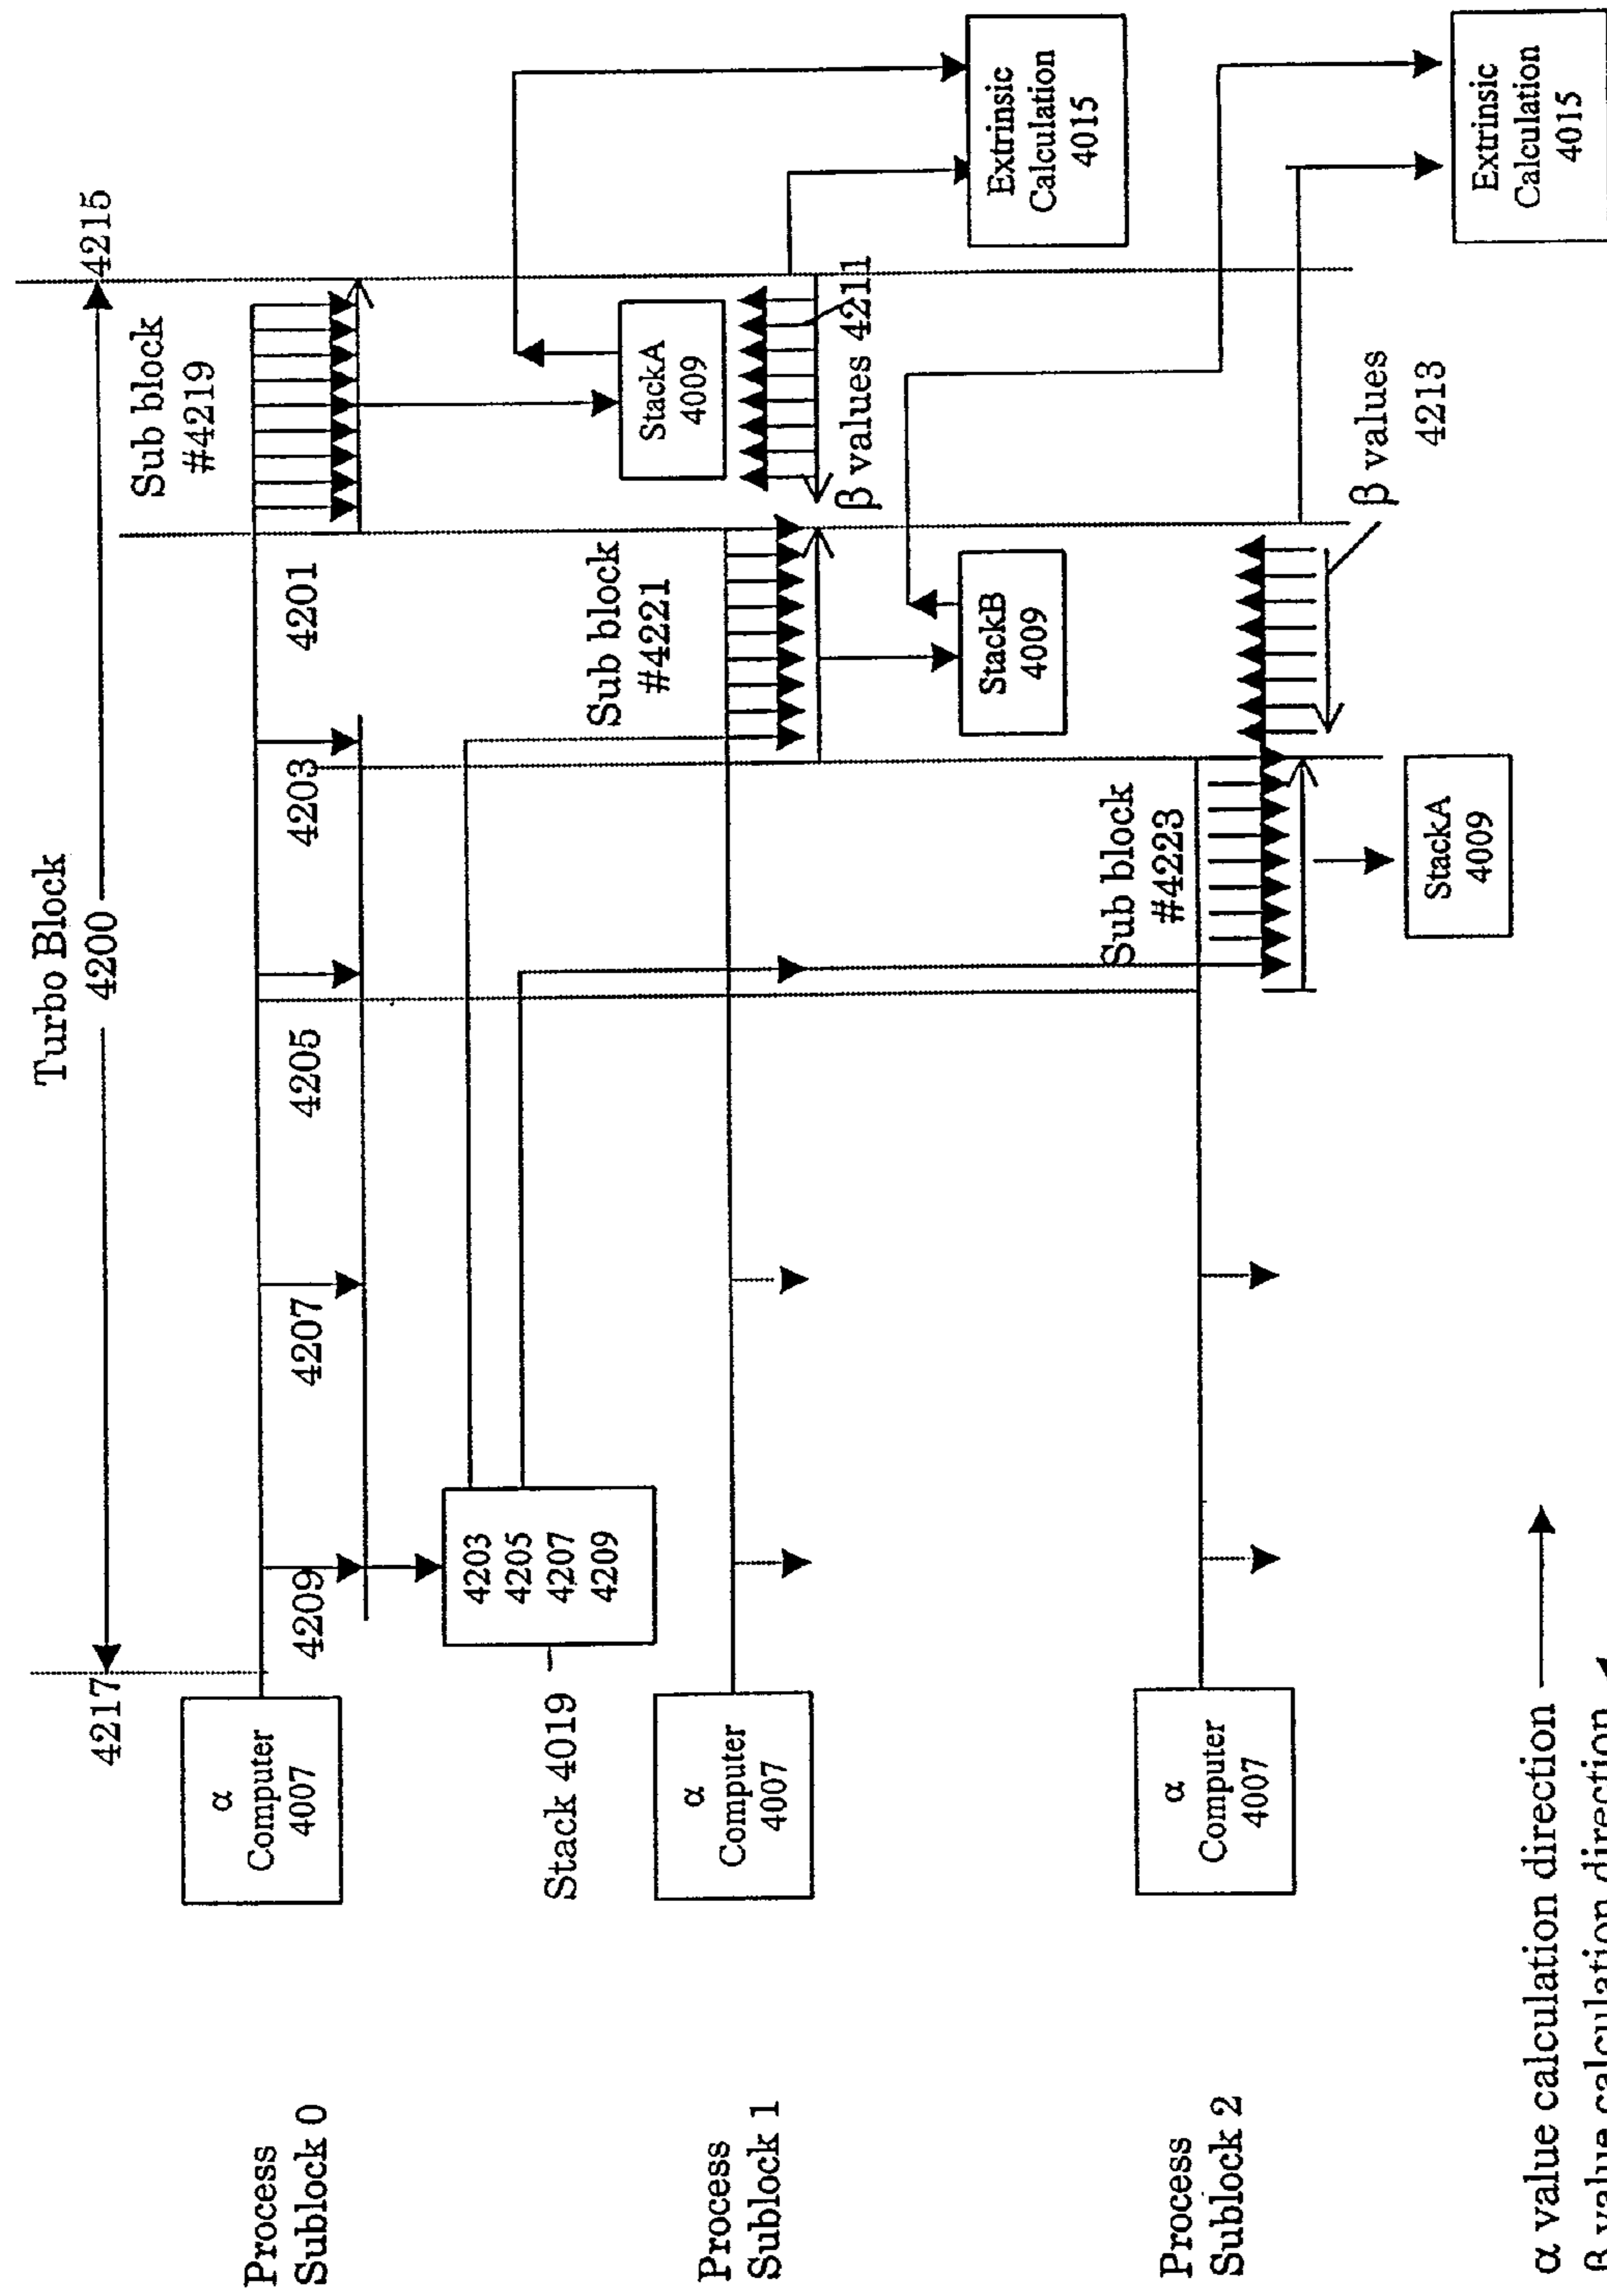 Turbo Block
4200
4217
4215
Process
Sublock 0
α
Computer
4007
4209
4207
4205
4203
4201
Sub block
#4219
Stack 4019
4203
4205
4207
4209
StackA
4009
Process
Sublock 1
α
Computer
4007
Sub block
#4221
β values 4211
StackB
4009
Extrinsic
Calculation
4015
Process
Sublock 2
α
Computer
4007
Sub block
#4223
β values
4213
StackA
4009
Extrinsic
Calculation
4015
α value calculation direction
β value calculation direction